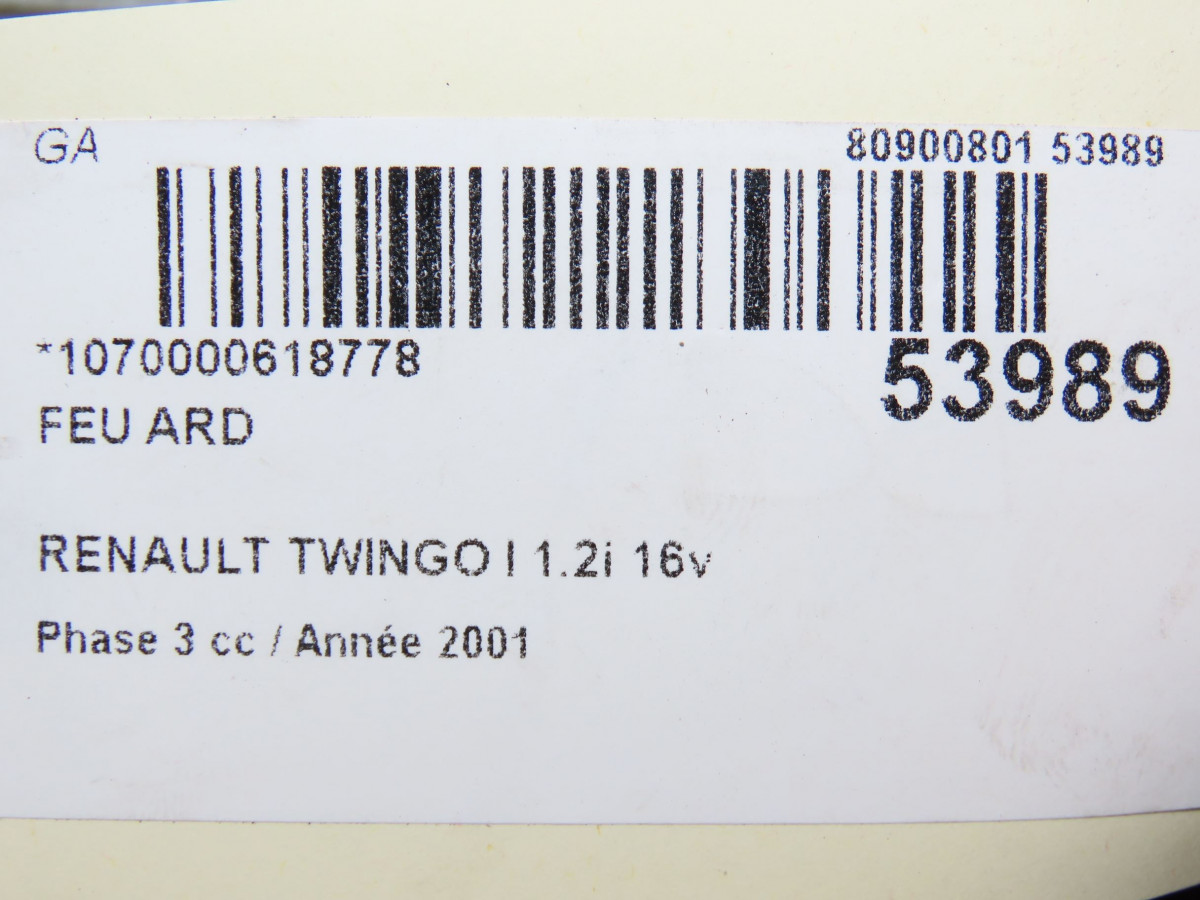 GA 80900801 53989
*1070000618778 53989
FEU ARD
RENAULT TWINGO I 1.2i 16v
Phase 3 cc / Année 2001